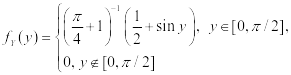 f_Y(y) = { (π/4 + 1)^{-1} (1/2 + sin y), y ∈ [0, π/2],
0, y ∉ [0, π/2]